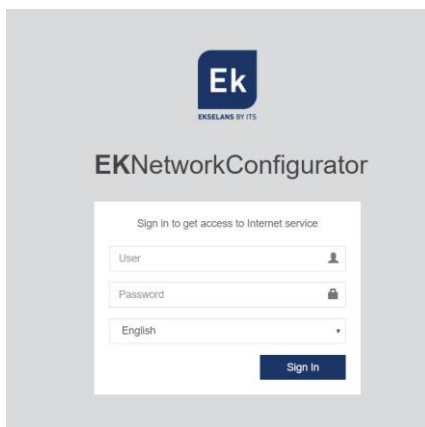 Ek
EKSELANS BY ITS
EKNetworkConfigurator
Sign in to get access to Internet service
User
Password
English
Sign In